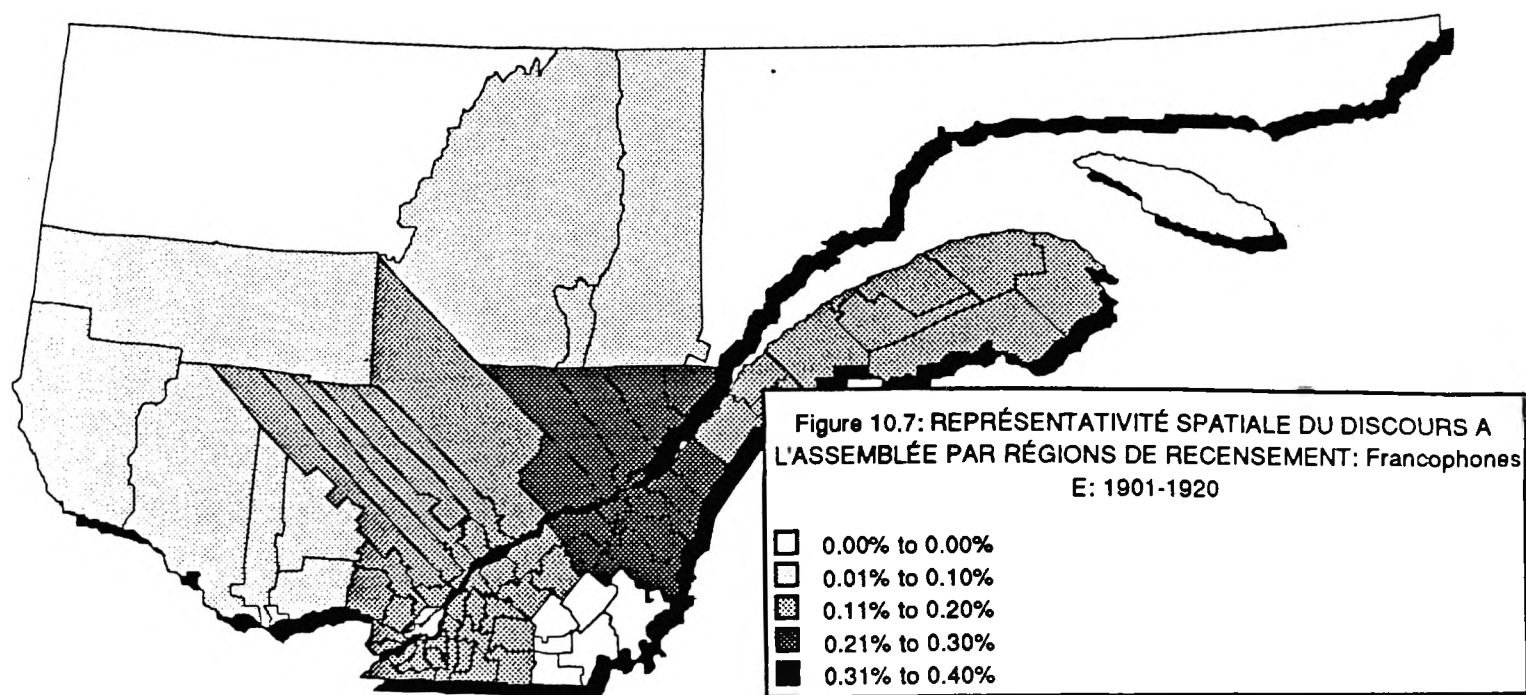 Figure 10.7: REPRÉSENTATIVITÉ SPATIALE DU DISCOURS A
L'ASSEMBLÉE PAR RÉGIONS DE RECENSEMENT: Francophones
E: 1901-1920
0.00% to 0.00%
0.01% to 0.10%
0.11% to 0.20%
0.21% to 0.30%
0.31% to 0.40%